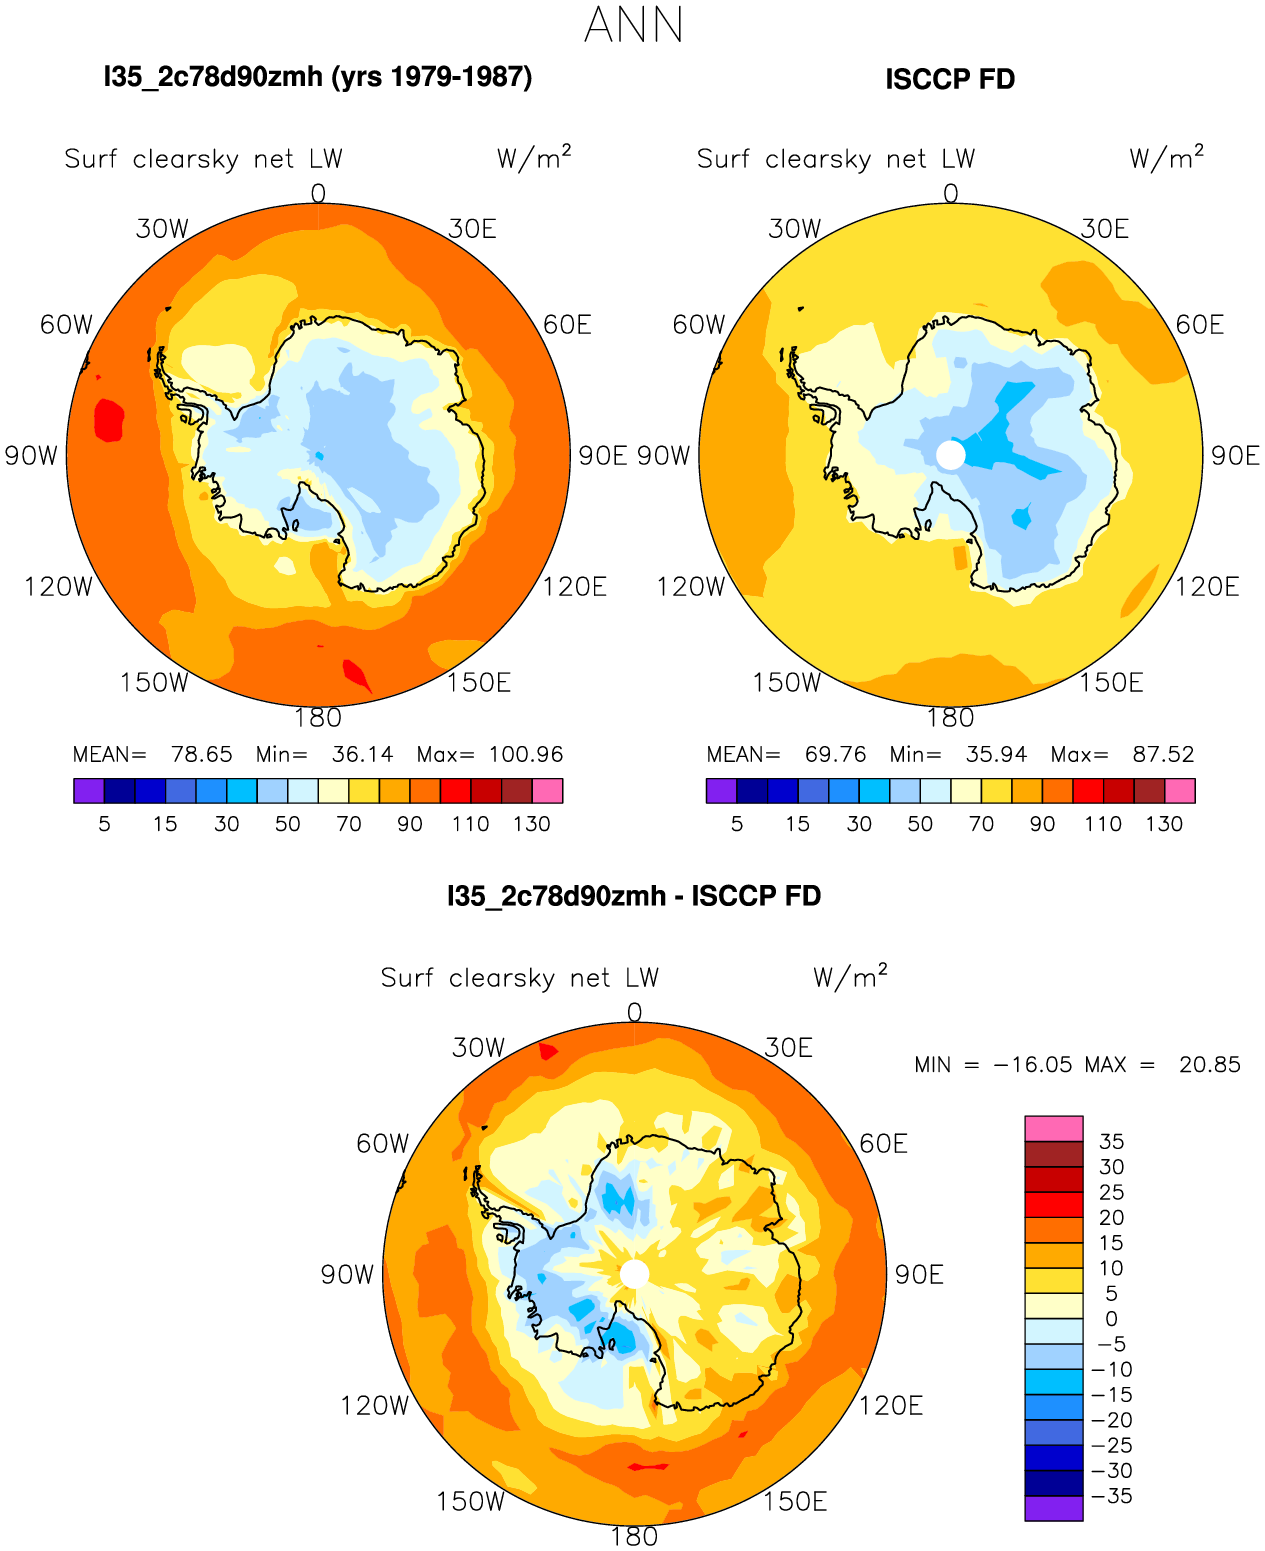 ANN
I35_2c78d90zmh (yrs 1979-1987)
ISCCP FD
Surf clearsky net LW W/m²
Surf clearsky net LW W/m²
0
30W 30E
60W 60E
90W 90E
120W 120E
150W 150E
180
0
30W 30E
60W 60E
90W 90E
120W 120E
150W 150E
180
MEAN= 78.65 Min= 36.14 Max= 100.96
MEAN= 69.76 Min= 35.94 Max= 87.52
5 15 30 50 70 90 110 130
5 15 30 50 70 90 110 130
I35_2c78d90zmh - ISCCP FD
Surf clearsky net LW W/m²
0
30W 30E
60W 60E
90W 90E
120W 120E
150W 150E
180
MIN = −16.05 MAX = 20.85
35
30
25
20
15
10
5
0
−5
−10
−15
−20
−25
−30
−35